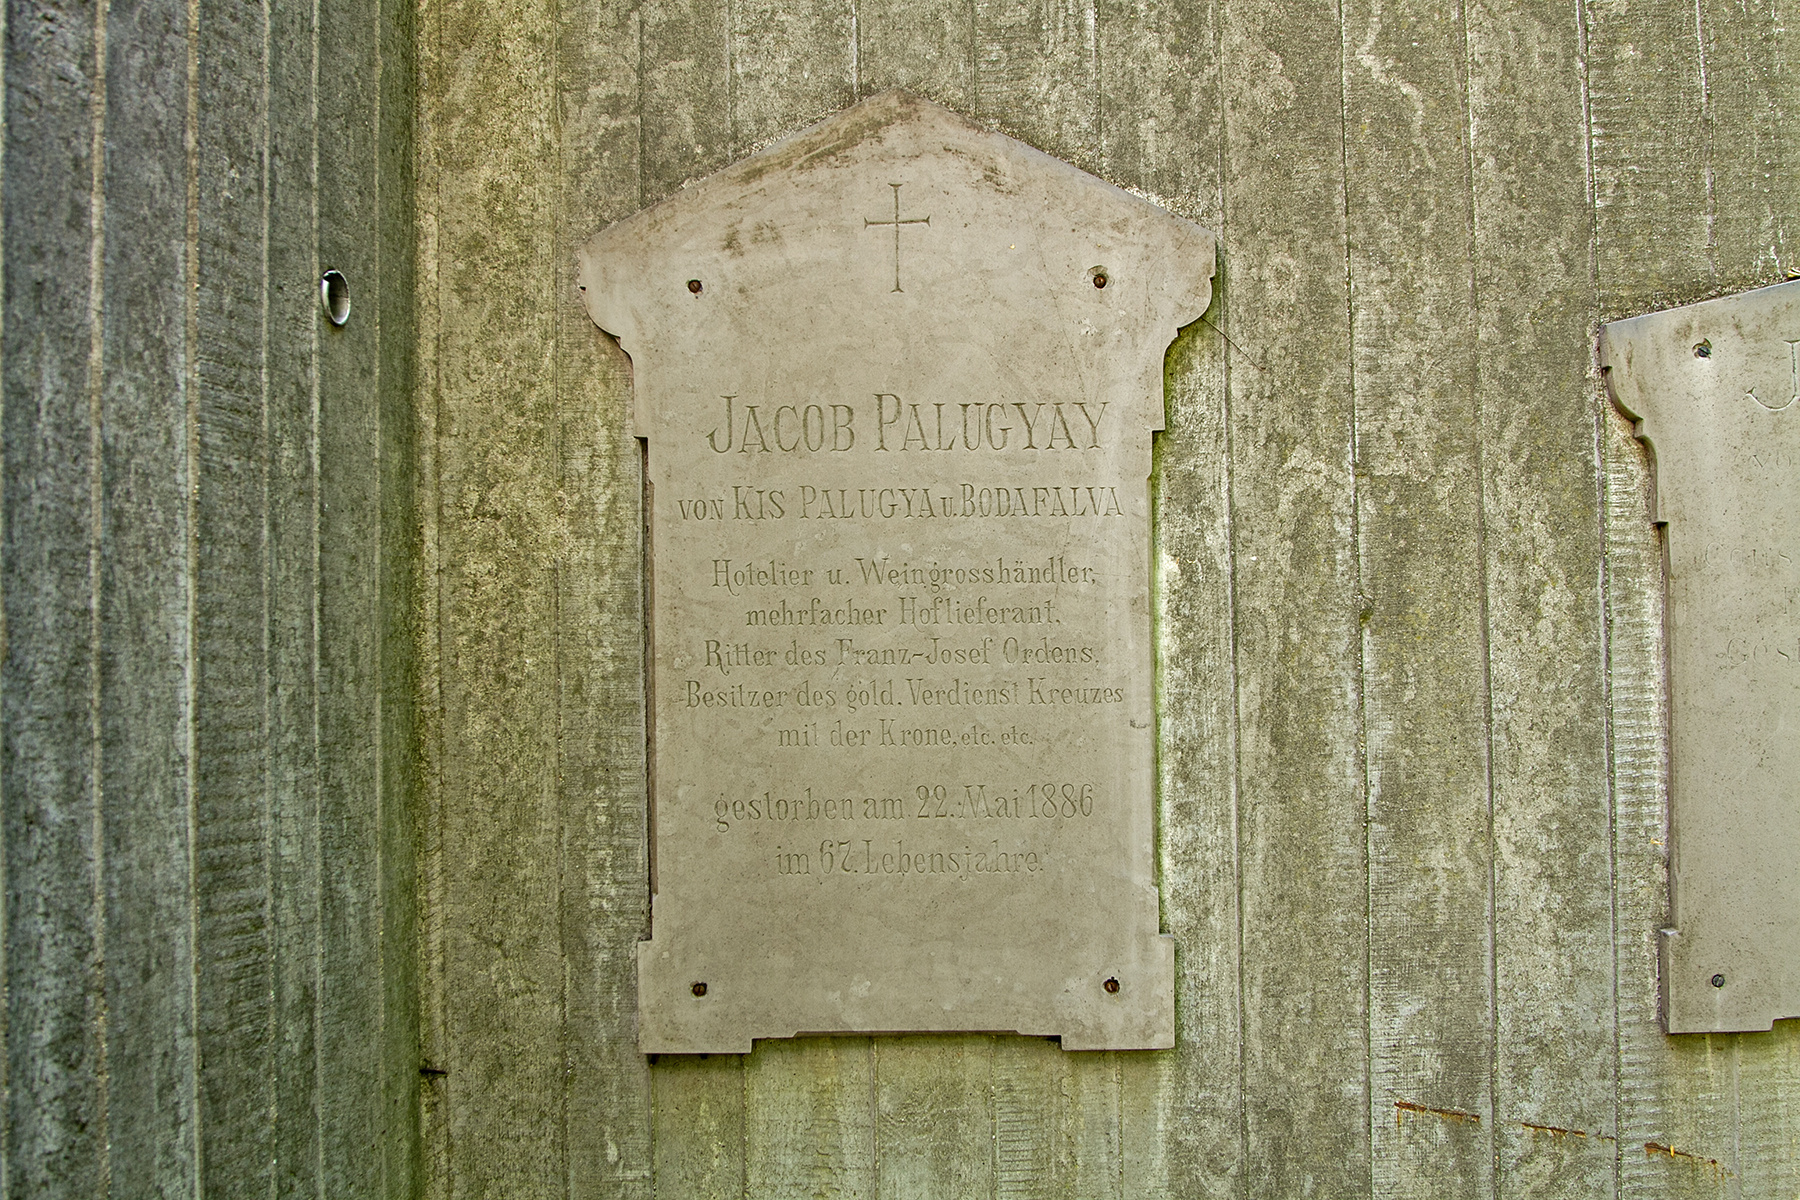 JACOB PALUGYAY
VON KIS PALUGYA U. BODAFALVA
Hotelier u. Weingrosshändler,
mehrfacher Hoflieferant,
Ritter des Franz-Josef Ordens,
Besitzer des gold. Verdienst Kreuzes
mit der Krone, etc. etc.
gestorben am 22. Mai 1886
im 67. Lebensjahre.